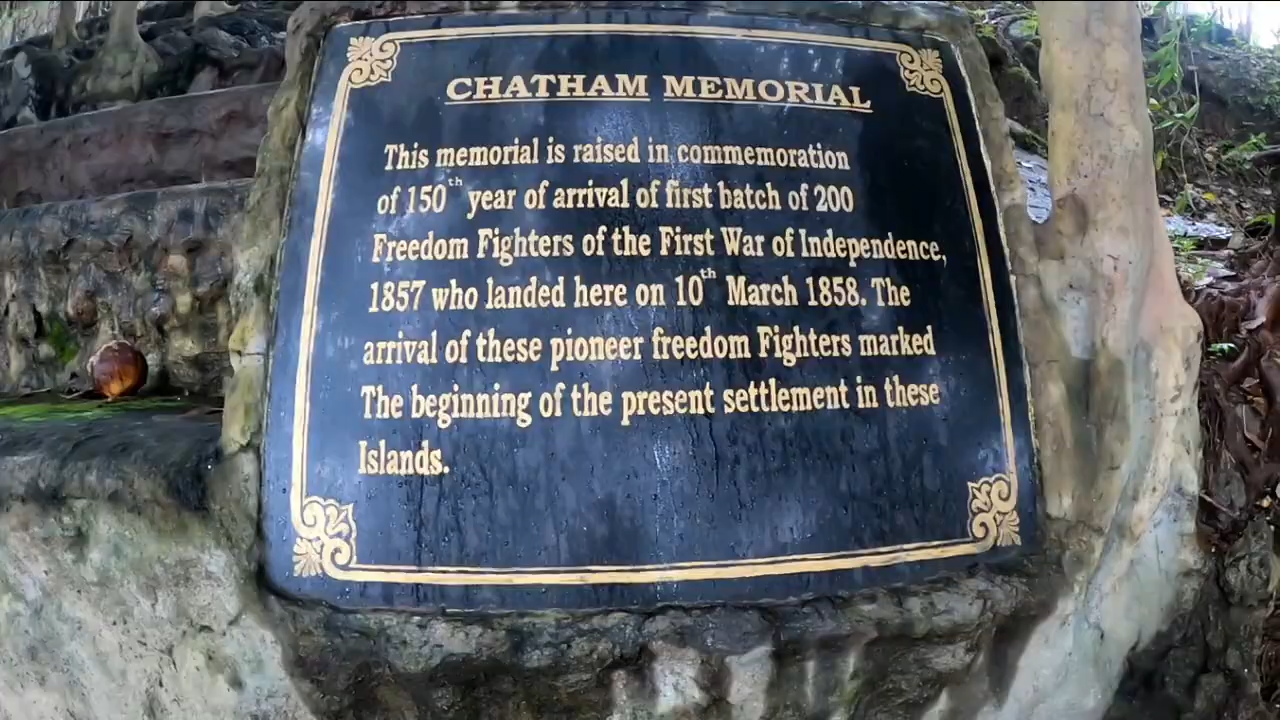 CHATHAM MEMORIAL
This memorial is raised in commemoration
of 150th year of arrival of first batch of 200
Freedom Fighters of the First War of Independence,
1857 who landed here on 10th March 1858. The
arrival of these pioneer freedom Fighters marked
The beginning of the present settlement in these
Islands.